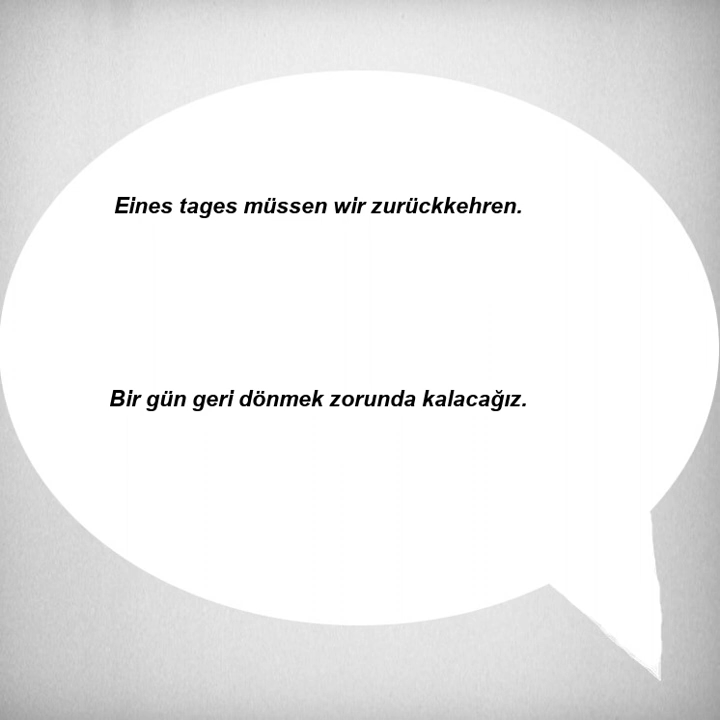 Eines tages müssen wir zurückkehren.
Bir gün geri dönmek zorunda kalacağız.